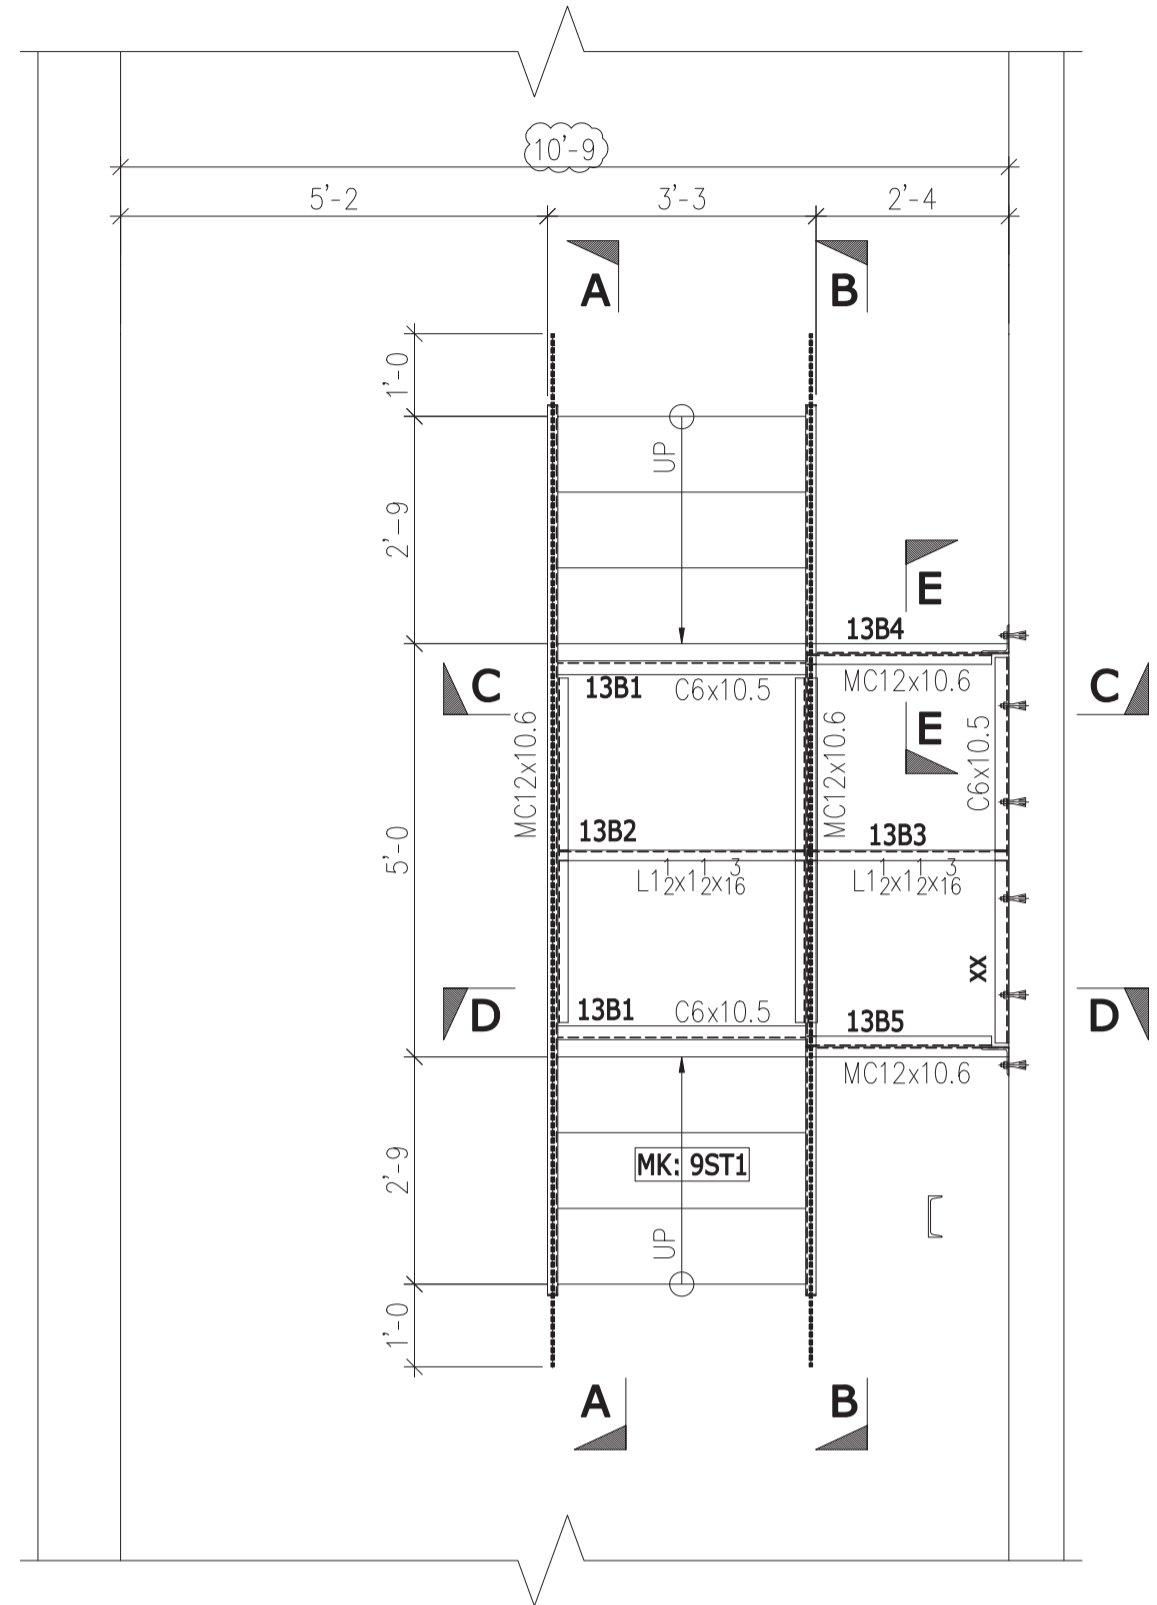 10'-9
5'-2
3'-3
2'-4
A
B
1'-0
UP
2'-9
E
13B4
C
13B1
C6x10.5
MC12x10.6
C
MC12x10.6
MC12x10.6
E
C6x10.5
13B2
13B3
5'-0
L1 1/2x1 1/2x3/16
L1 1/2x1 1/2x3/16
XX
D
13B1
C6x10.5
13B5
D
MC12x10.6
MK: 9ST1
2'-9
UP
1'-0
A
B